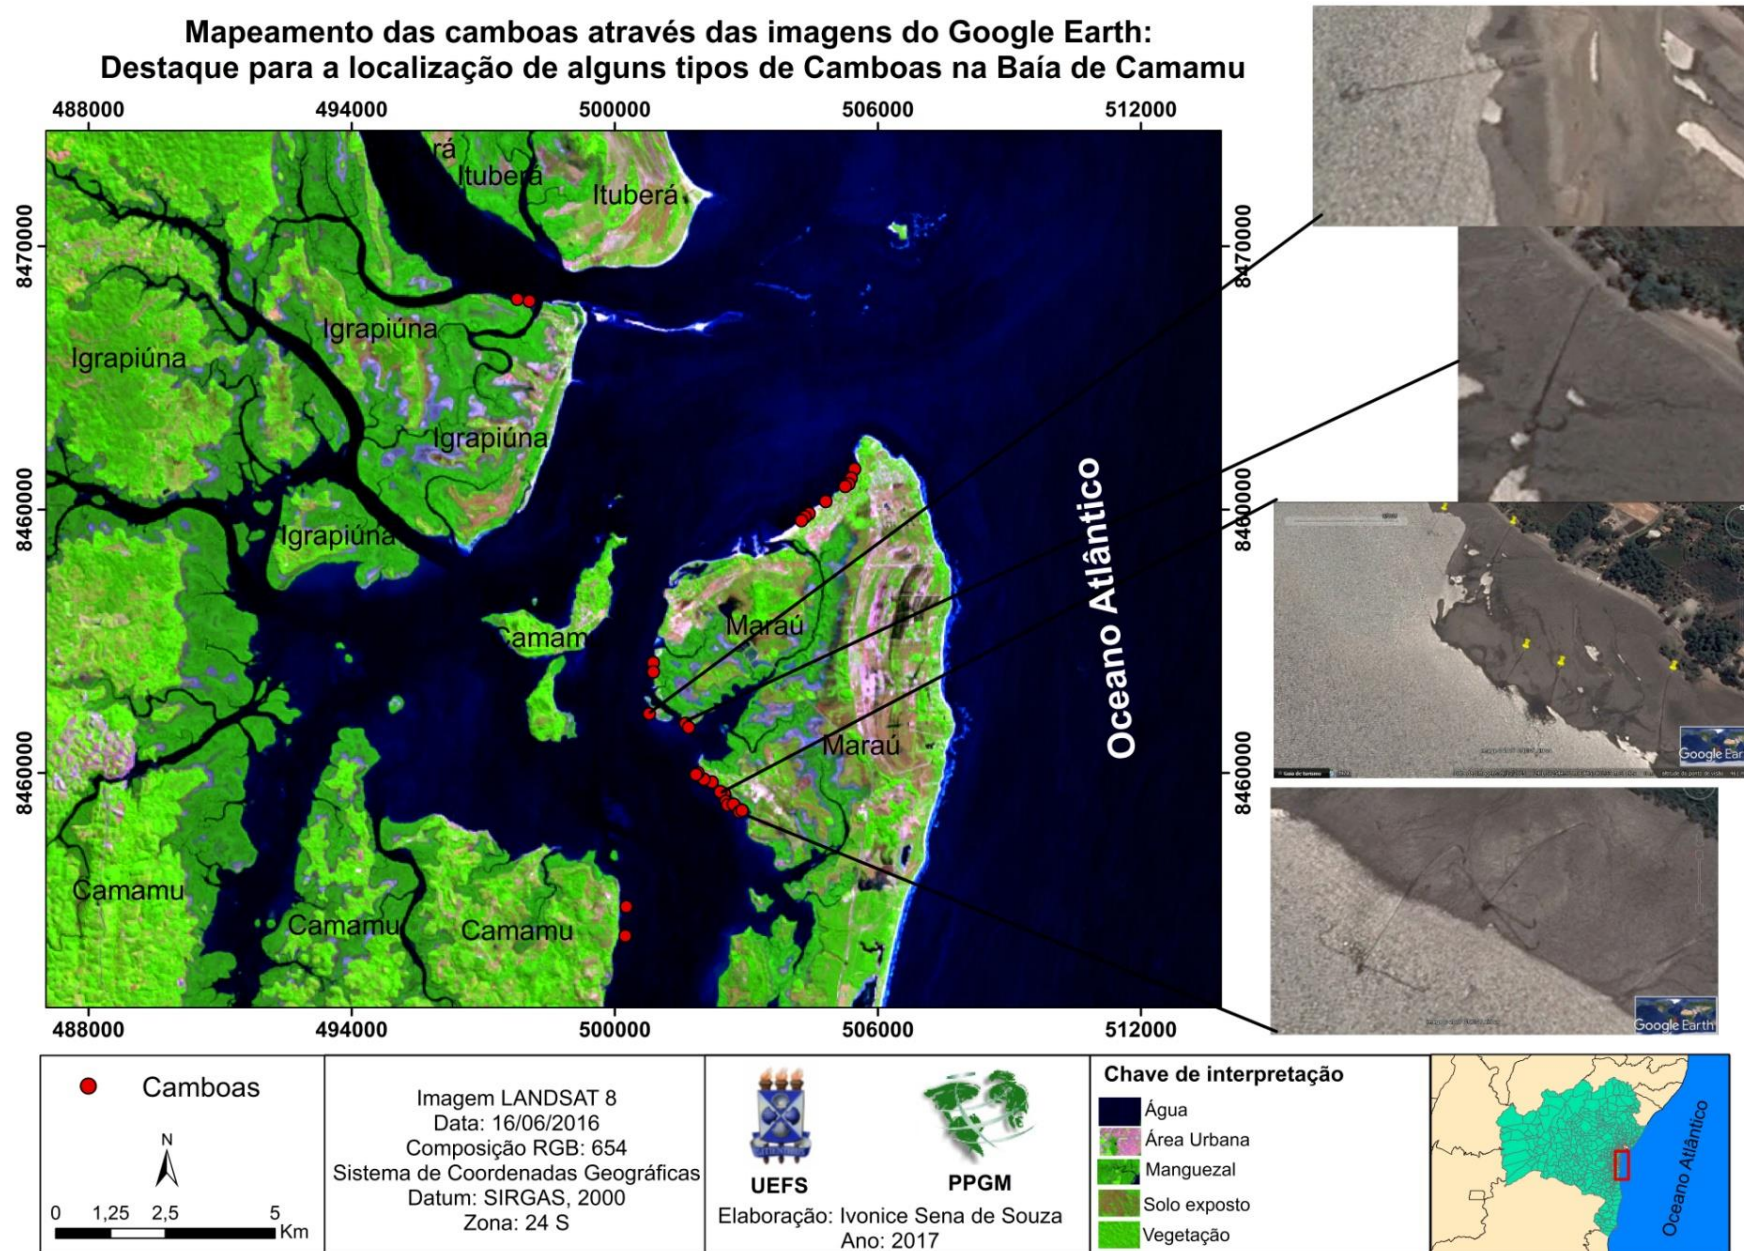 Mapeamento das camboas através das imagens do Google Earth:
Destaque para a localização de alguns tipos de Camboas na Baía de Camamu
488000 494000 500000 506000 512000
8470000
8460000
8460000
8470000
8460000
8460000
rá
Ituberá
Ituberá
Igrapiúna
Igrapiúna
Igrapiúna
Igrapiúna
Camam
Maraú
Maraú
Camamu
Camamu
Camamu
Oceano Atlântico
488000 494000 500000 506000 512000
Google Eart
Google Earth
Camboas
N
0 1,25 2,5 5
Km
Imagem LANDSAT 8
Data: 16/06/2016
Composição RGB: 654
Sistema de Coordenadas Geográficas
Datum: SIRGAS, 2000
Zona: 24 S
UEFS
PPGM
Elaboração: Ivonice Sena de Souza
Ano: 2017
Chave de interpretação
Água
Área Urbana
Manguezal
Solo exposto
Vegetação
Oceano Atlântico